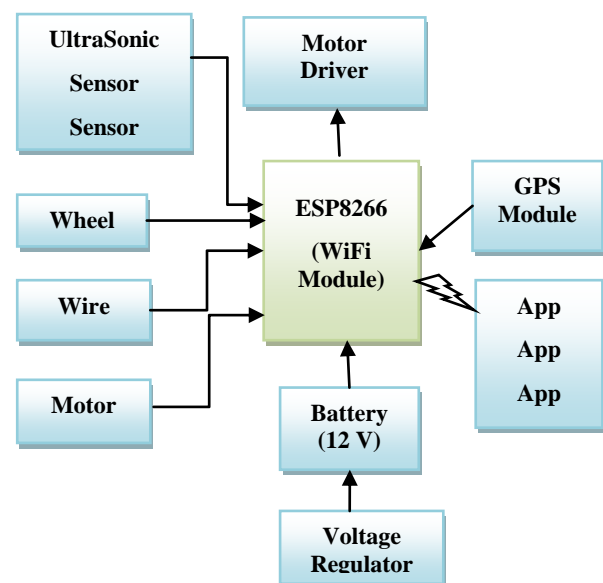 UltraSonic
Sensor
Sensor
Motor
Driver
Wheel
ESP8266
(WiFi
Module)
GPS
Module
Wire
App
App
App
Motor
Battery
(12 V)
Voltage
Regulator